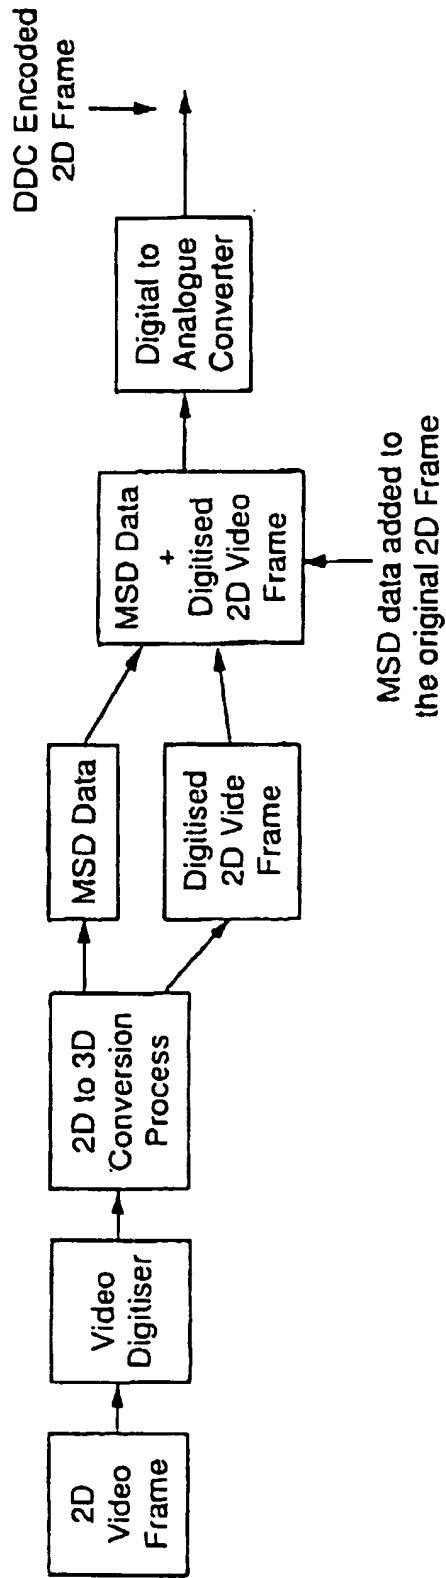 2D
Video
Frame
Video
Digitiser
2D to 3D
Conversion
Process
MSD Data
Digitised
2D Vide
Frame
MSD Data
+
Digitised
2D Video
Frame
MSD data added to
the original 2D Frame
Digital to
Analogue
Converter
DDC Encoded
2D Frame